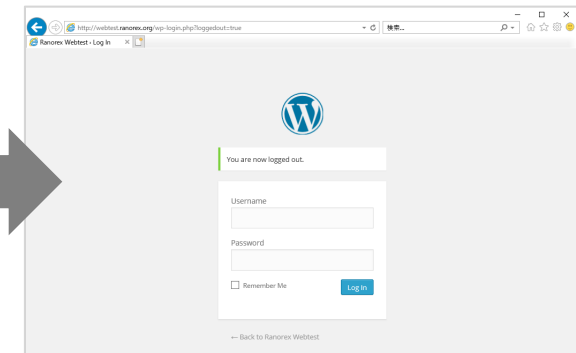 http://webtest.ranorex.org/wp-login.php?loggedout=true
検索...
Ranorex Webtest ‹ Log In
You are now logged out.
Username
Password
Remember Me
Log In
← Back to Ranorex Webtest